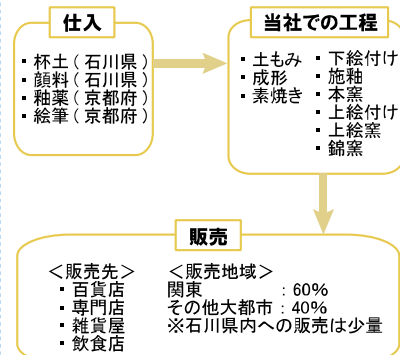 仕入
・杯土(石川県)
・顔料(石川県)
・釉薬(京都府)
・絵筆(京都府)
当社での工程
・土もみ
・成形
・素焼き
・下絵付け
・施釉
・本窯
・上絵付け
・上絵窯
・錦窯
販売
＜販売先＞
・百貨店
・専門店
・雑貨屋
・飲食店
＜販売地域＞
関東　　　　：60%
その他大都市：40%
※石川県内への販売は少量